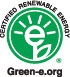 CERTIFIED RENEWABLE ENERGY
e
®
Green-e.org